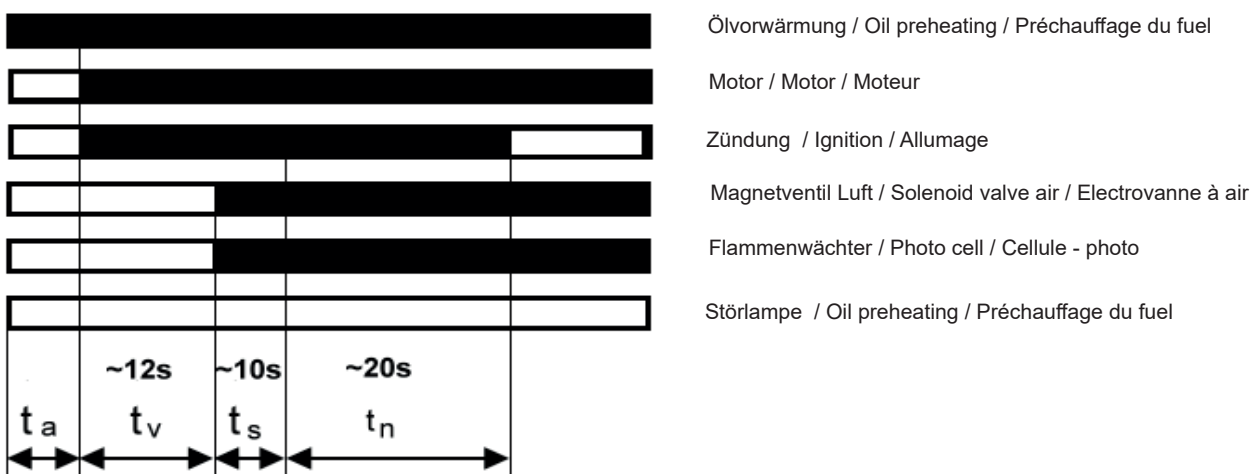 Ölvorwärmung / Oil preheating / Préchauffage du fuel
Motor / Motor / Moteur
Zündung / Ignition / Allumage
Magnetventil Luft / Solenoid valve air / Electrovanne à air
Flammenwächter / Photo cell / Cellule - photo
Störlampe / Oil preheating / Préchauffage du fuel
~12s ~10s ~20s
ta tv ts tn